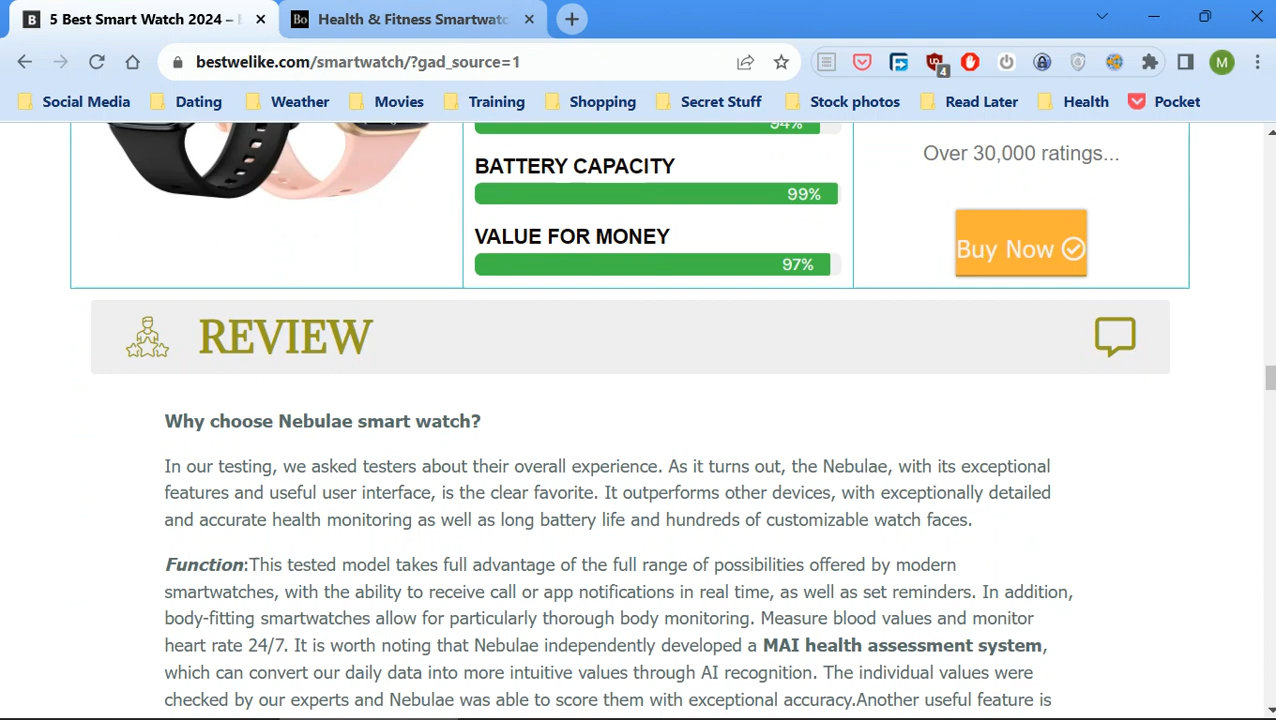 5 Best Smart Watch 2024 –
Health & Fitness Smartwatc
bestwelike.com/smartwatch/?gad_source=1
4
M
Social Media
Dating
Weather
Movies
Training
Shopping
Secret Stuff
Stock photos
Read Later
Health
Pocket
94%
BATTERY CAPACITY
99%
VALUE FOR MONEY
97%
Over 30,000 ratings...
Buy Now
REVIEW
Why choose Nebulae smart watch?
In our testing, we asked testers about their overall experience. As it turns out, the Nebulae, with its exceptional
features and useful user interface, is the clear favorite. It outperforms other devices, with exceptionally detailed
and accurate health monitoring as well as long battery life and hundreds of customizable watch faces.
Function:This tested model takes full advantage of the full range of possibilities offered by modern
smartwatches, with the ability to receive call or app notifications in real time, as well as set reminders. In addition,
body-fitting smartwatches allow for particularly thorough body monitoring. Measure blood values and monitor
heart rate 24/7. It is worth noting that Nebulae independently developed a MAI health assessment system,
which can convert our daily data into more intuitive values through AI recognition. The individual values were
checked by our experts and Nebulae was able to score them with exceptional accuracy.Another useful feature is